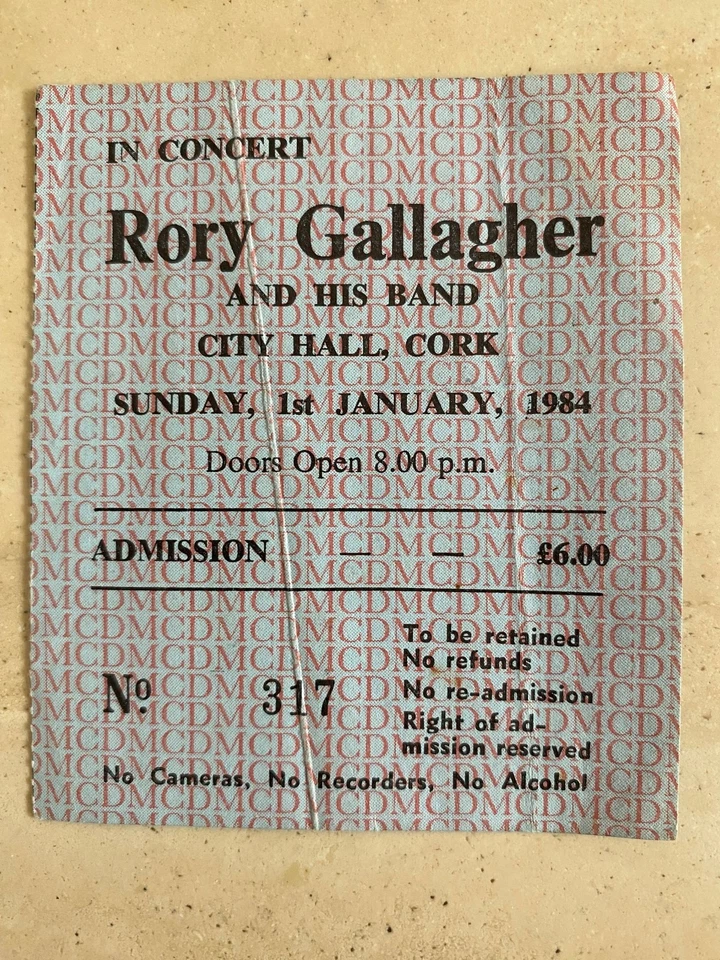 IN CONCERT
Rory Gallagher
AND HIS BAND
CITY HALL, CORK
SUNDAY, 1st JANUARY, 1984
Doors Open 8.00 p.m.
ADMISSION — — £6.00
To be retained
No refunds
Nº 317
No re-admission
Right of ad-
mission reserved
No Cameras, No Recorders, No Alcohol